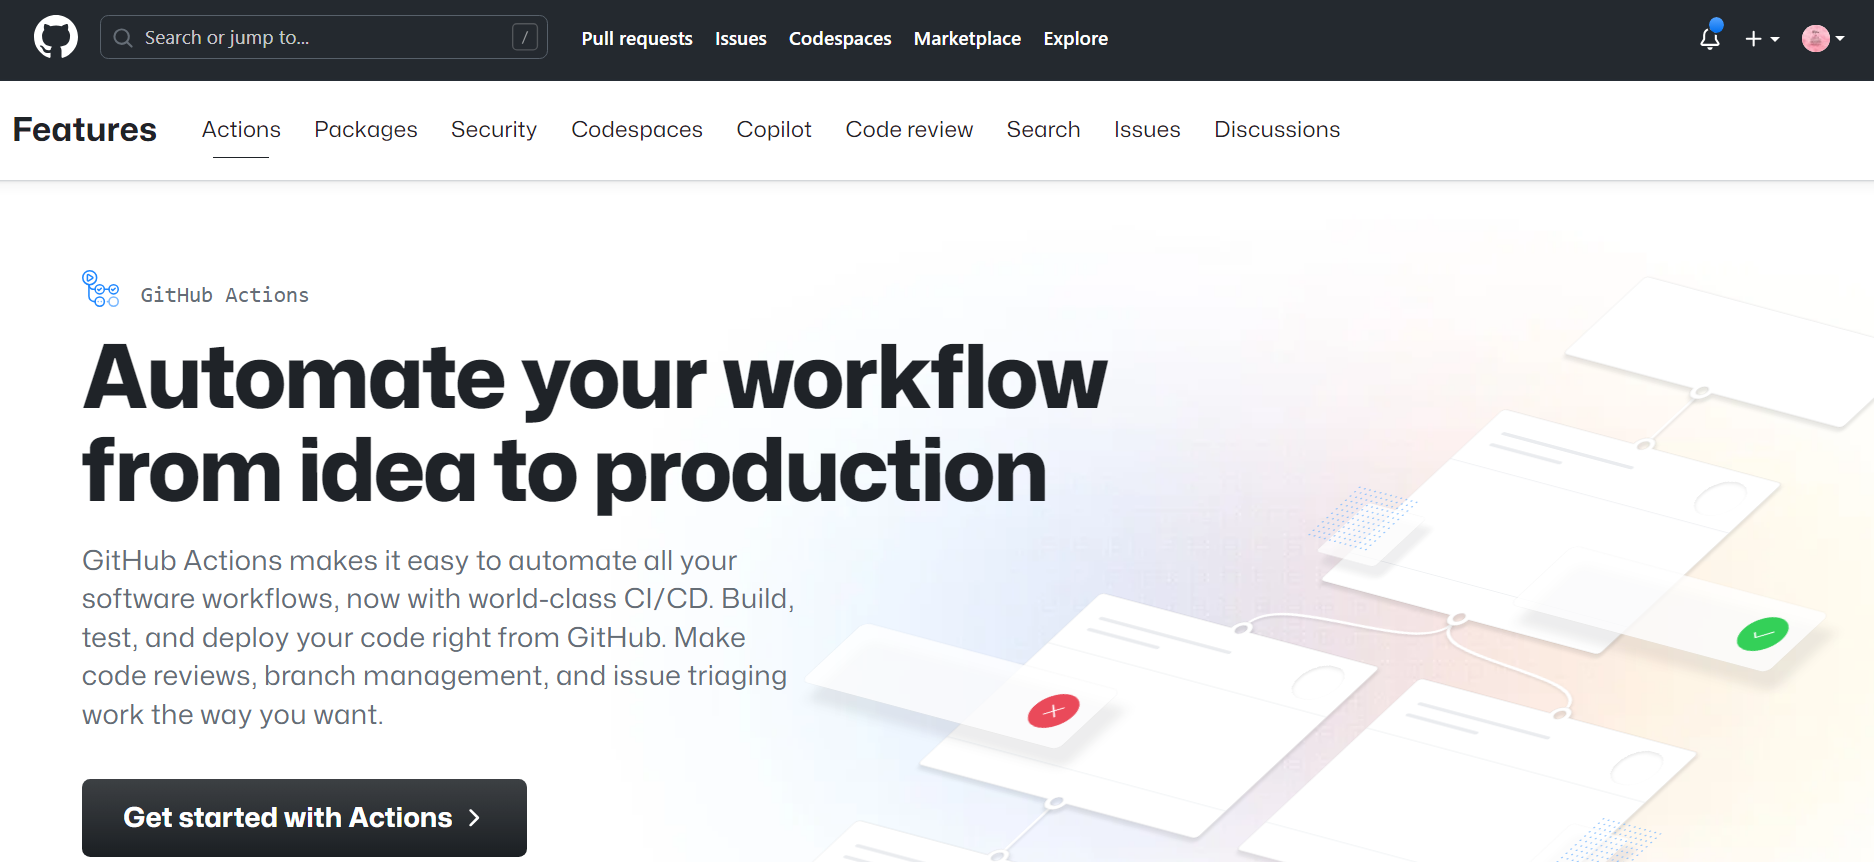 Search or jump to... /
Pull requests Issues Codespaces Marketplace Explore
Features Actions Packages Security Codespaces Copilot Code review Search Issues Discussions
GitHub Actions
Automate your workflow
from idea to production
GitHub Actions makes it easy to automate all your
software workflows, now with world-class CI/CD. Build,
test, and deploy your code right from GitHub. Make
code reviews, branch management, and issue triaging
work the way you want.
Get started with Actions